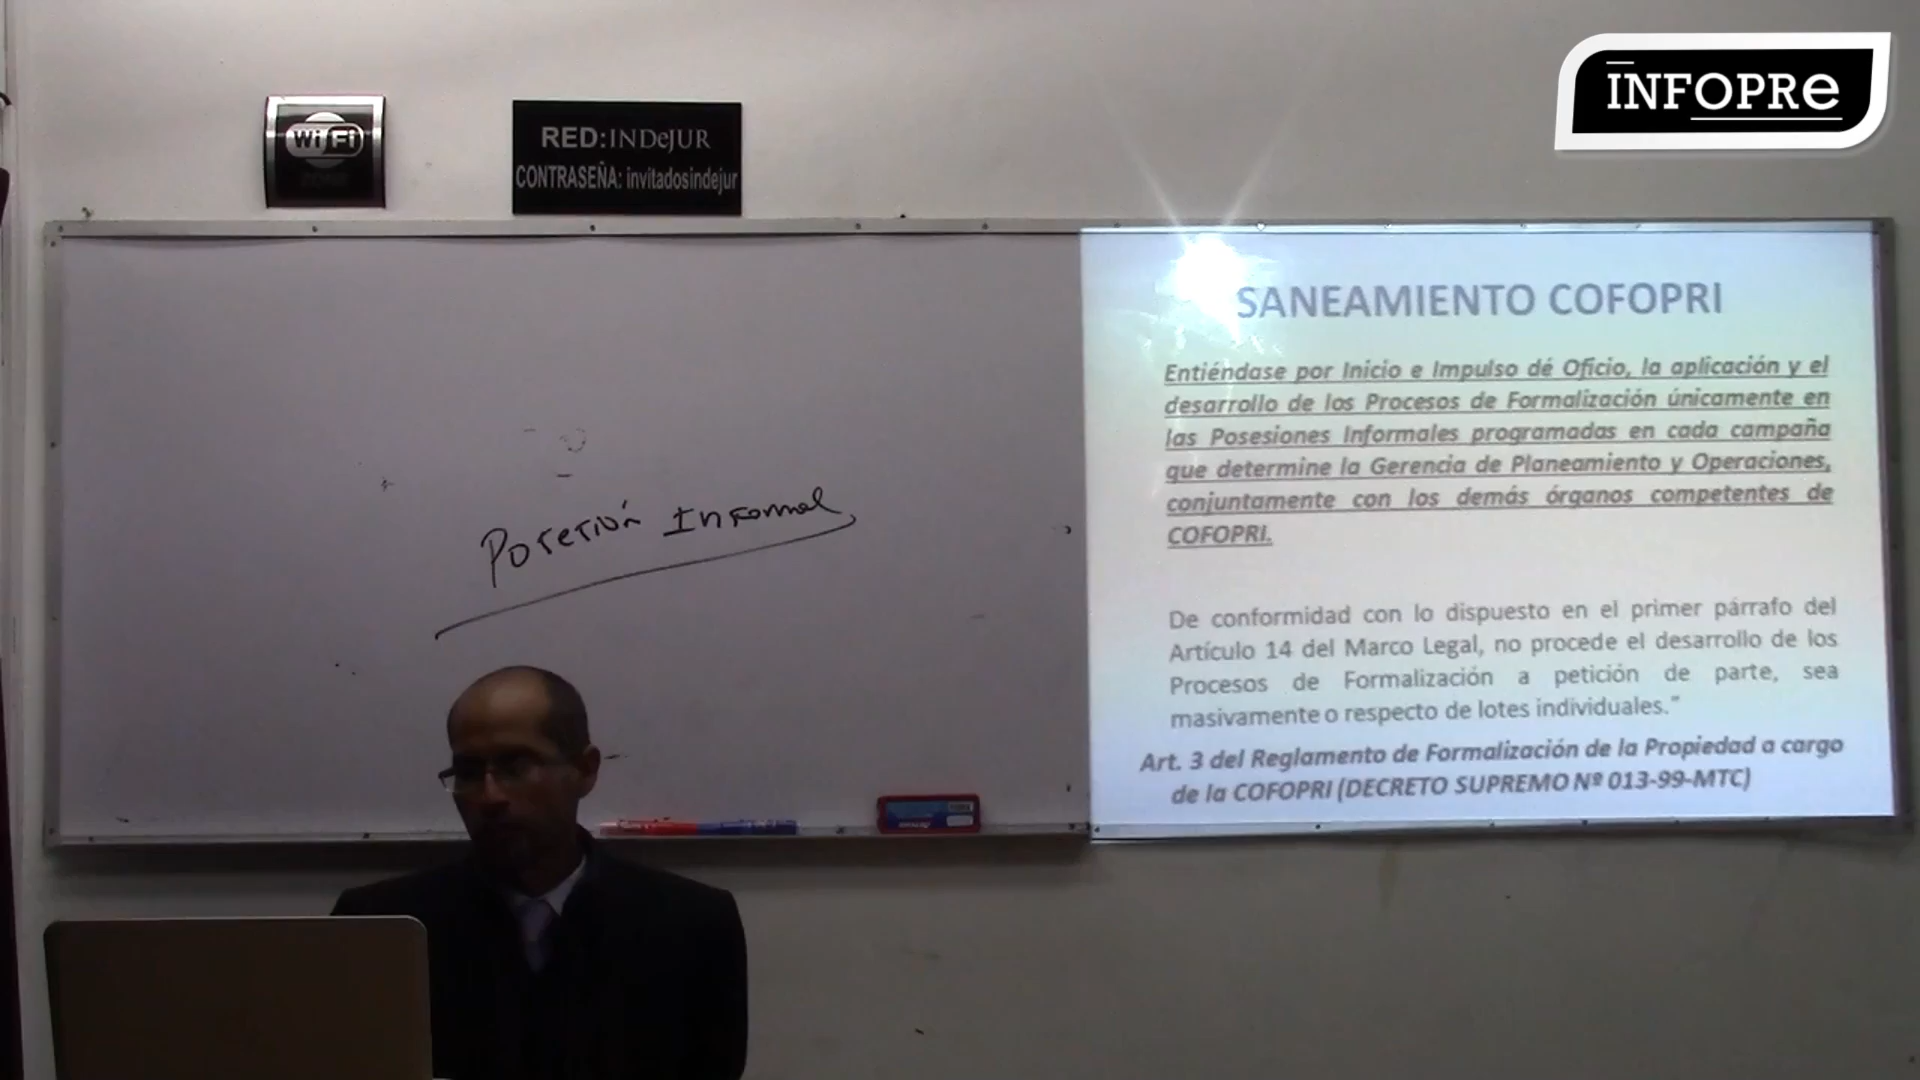 INFOPRe
Wi Fi
ZONE
RED:INDeJUR
CONTRASEÑA: invitadosindejur
Posesión Informal
SANEAMIENTO COFOPRI
Entiéndase por Inicio e Impulso dé Oficio, la aplicación y el
desarrollo de los Procesos de Formalización únicamente en
las Posesiones Informales programadas en cada campaña
que determine la Gerencia de Planeamiento y Operaciones,
conjuntamente con los demás órganos competentes de
COFOPRI.
De conformidad con lo dispuesto en el primer párrafo del
Artículo 14 del Marco Legal, no procede el desarrollo de los
Procesos de Formalización a petición de parte, sea
masivamente o respecto de lotes individuales."
Art. 3 del Reglamento de Formalización de la Propiedad a cargo
de la COFOPRI (DECRETO SUPREMO Nº 013-99-MTC)